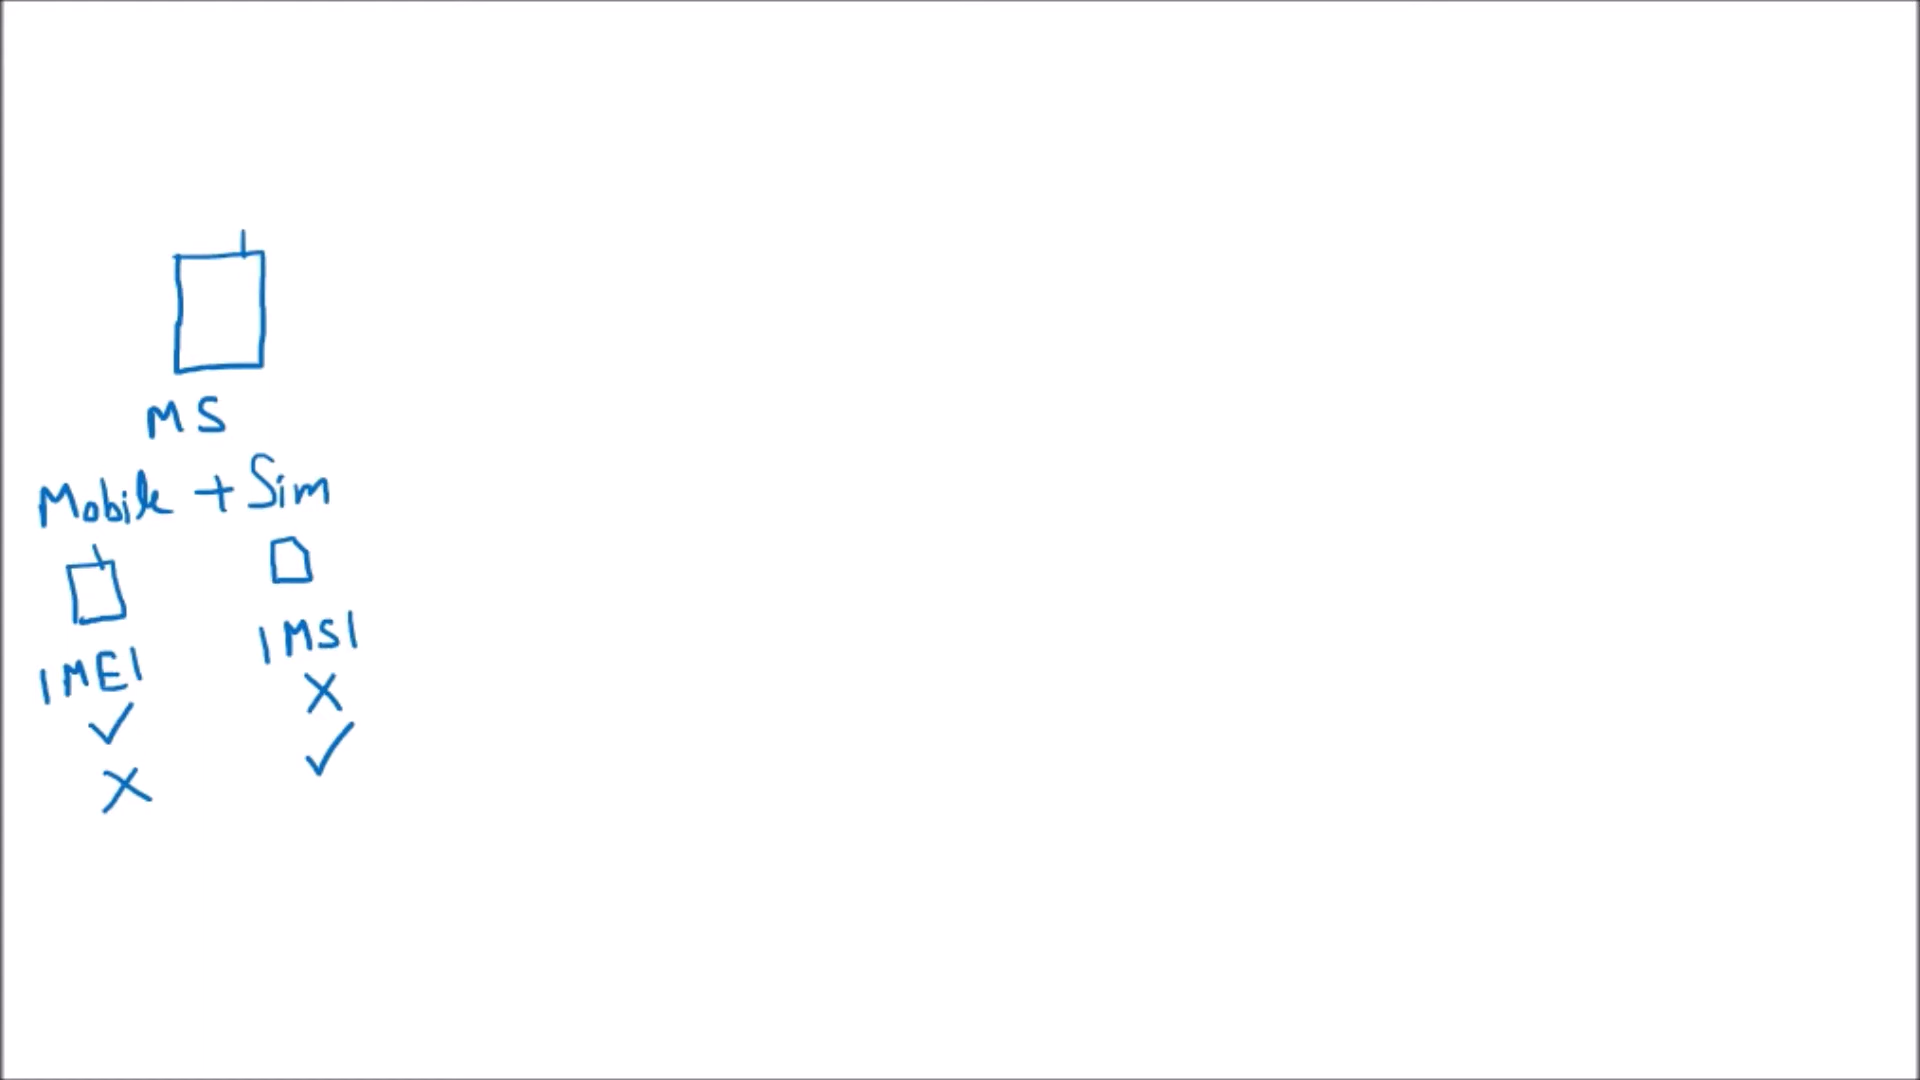 MS
Mobile + Sim
IMEI IMSI
✓ X
X ✓